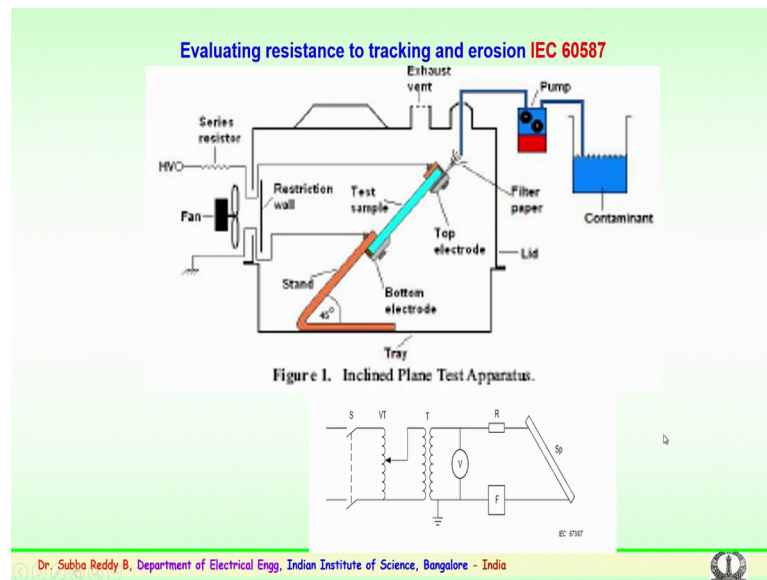 Evaluating resistance to tracking and erosion IEC 60587
Exhaust
vent
Pump
Series
resistor
HV
Restriction
wall
Test
sample
Filter
paper
Fan
Contaminant
Top
electrode
Lid
Stand
Bottom
electrode
45°
Tray
Figure 1. Inclined Plane Test Apparatus.
S VT T R
Sp
V
F
IEC 673/07
Dr. Subba Reddy B, Department of Electrical Engg, Indian Institute of Science, Bangalore - India